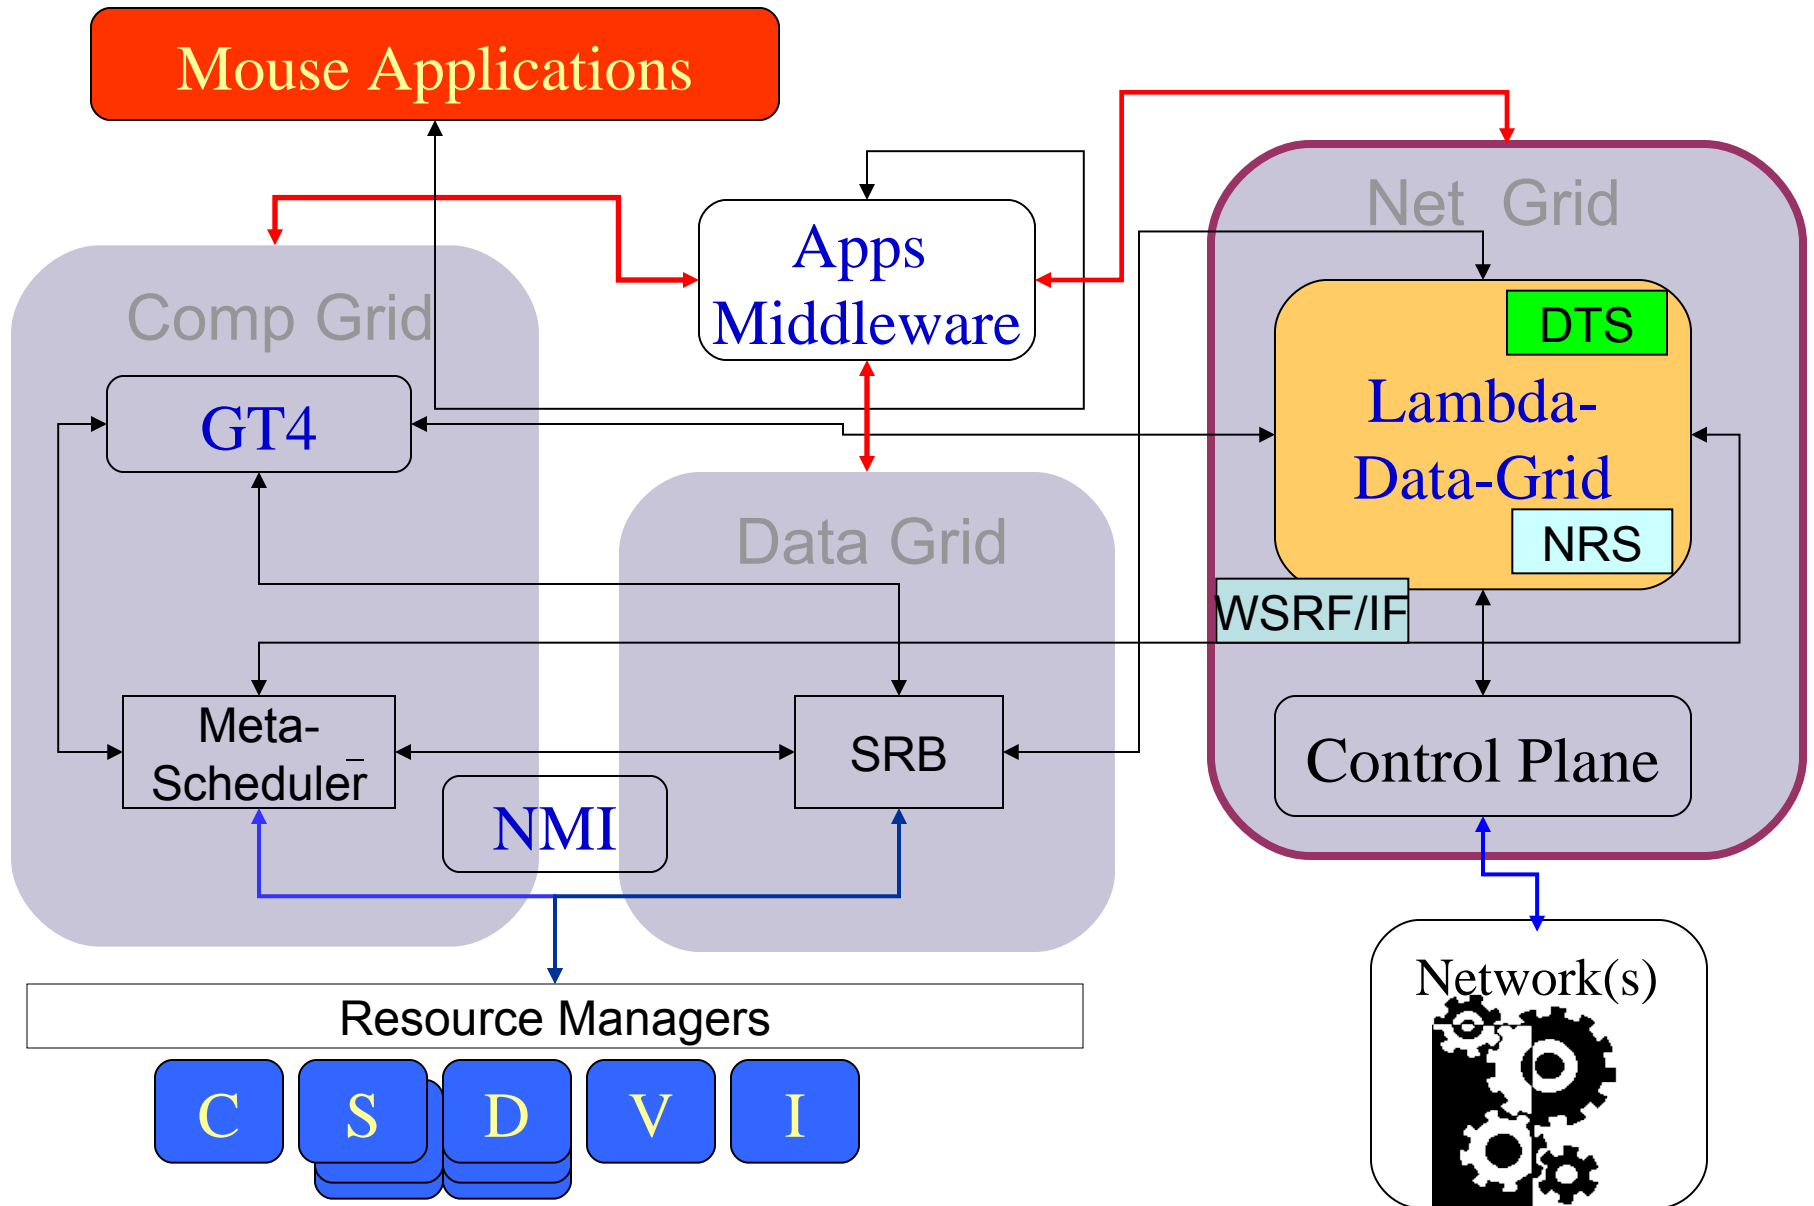 Mouse Applications
Net Grid
Apps
Middleware
Comp Grid
DTS
GT4
Lambda-
Data-Grid
Data Grid
NRS
WSRF/IF
Meta-
Scheduler
SRB
Control Plane
NMI
Network(s)
Resource Managers
C S D V I